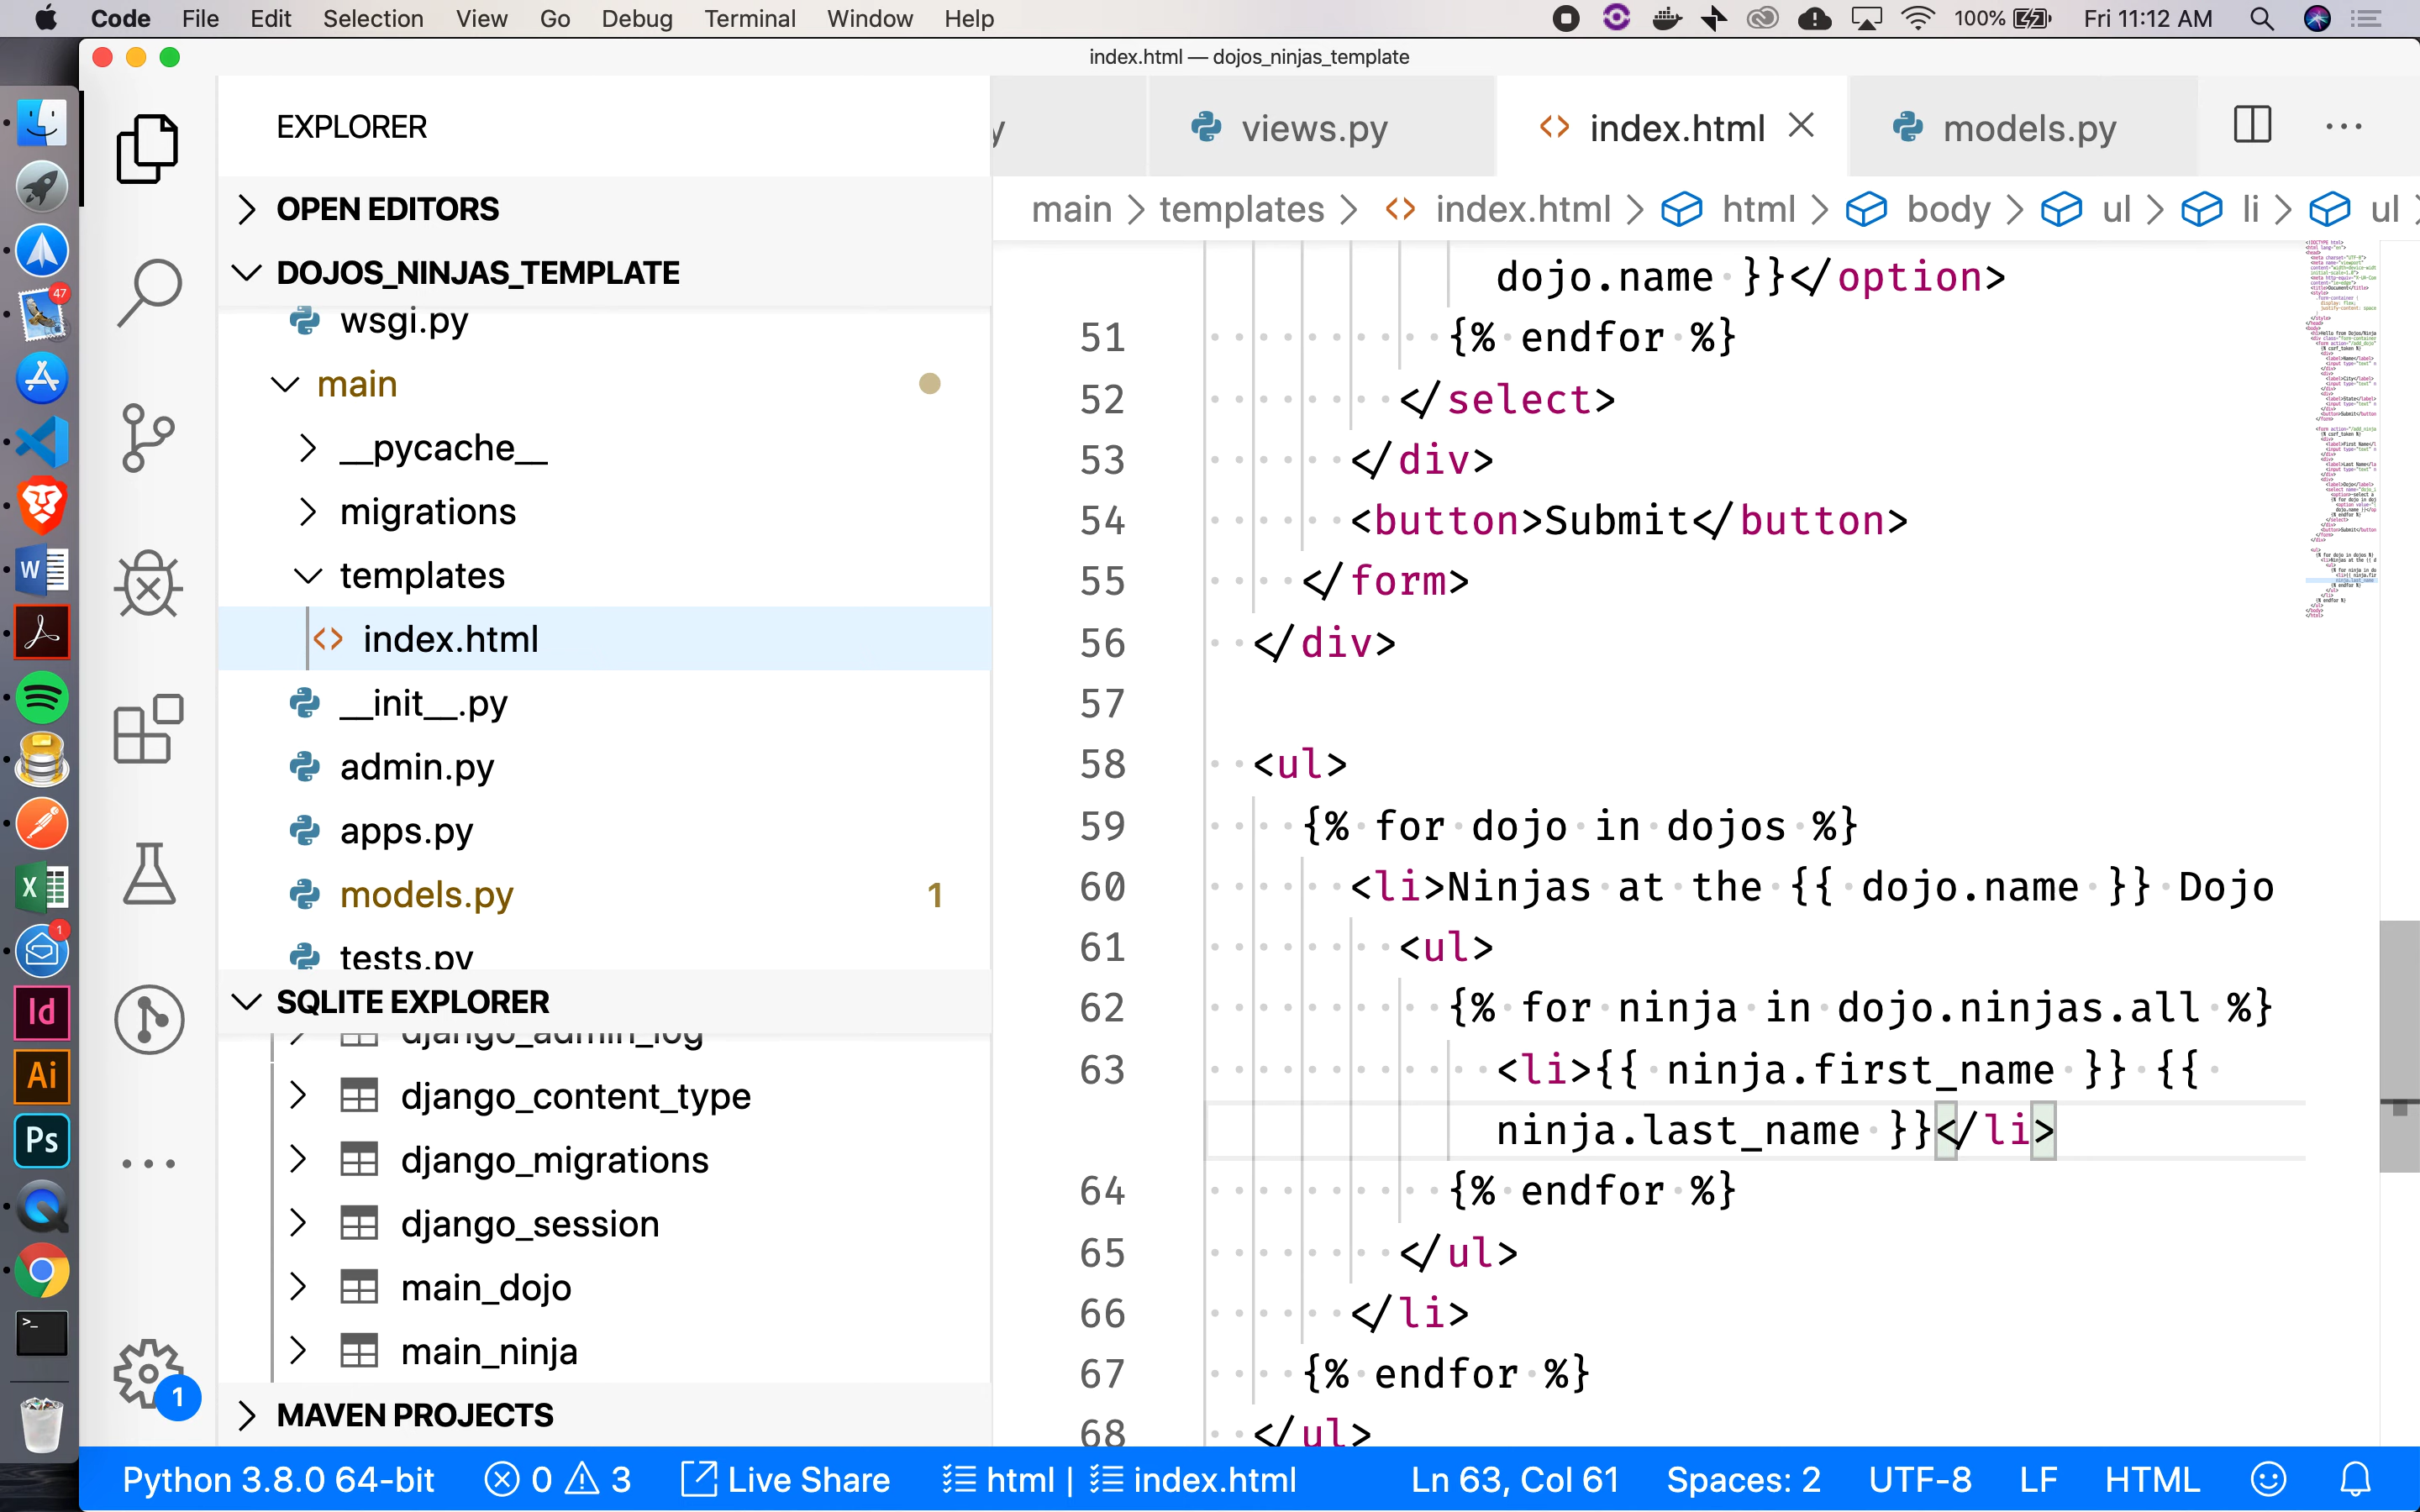 Code File Edit Selection View Go Debug Terminal Window Help 100% Fri 11:12 AM
index.html — dojos_ninjas_template
47
W
X
1
Id
Ai
Ps
>_
1
EXPLORER
OPEN EDITORS
DOJOS_NINJAS_TEMPLATE
wsgi.py
main
__pycache__
migrations
templates
<> index.html
__init__.py
admin.py
apps.py
models.py 1
tests.py
SQLITE EXPLORER
django_admin_log
django_content_type
django_migrations
django_session
main_dojo
main_ninja
MAVEN PROJECTS
y views.py <> index.html models.py ...
main > templates > <> index.html > html > body > ul > li > ul >
dojo.name }}</option>
51 {% endfor %}
52 </select>
53 </div>
54 <button>Submit</button>
55 </form>
56 </div>
57
58 <ul>
59 {% for dojo in dojos %}
60 <li>Ninjas at the {{ dojo.name }} Dojo
61 <ul>
62 {% for ninja in dojo.ninjas.all %}
63 <li>{{ ninja.first_name }} {{
ninja.last_name }}</li>
64 {% endfor %}
65 </ul>
66 </li>
67 {% endfor %}
68 </ul>
Python 3.8.0 64-bit 0 3 Live Share html | index.html Ln 63, Col 61 Spaces: 2 UTF-8 LF HTML